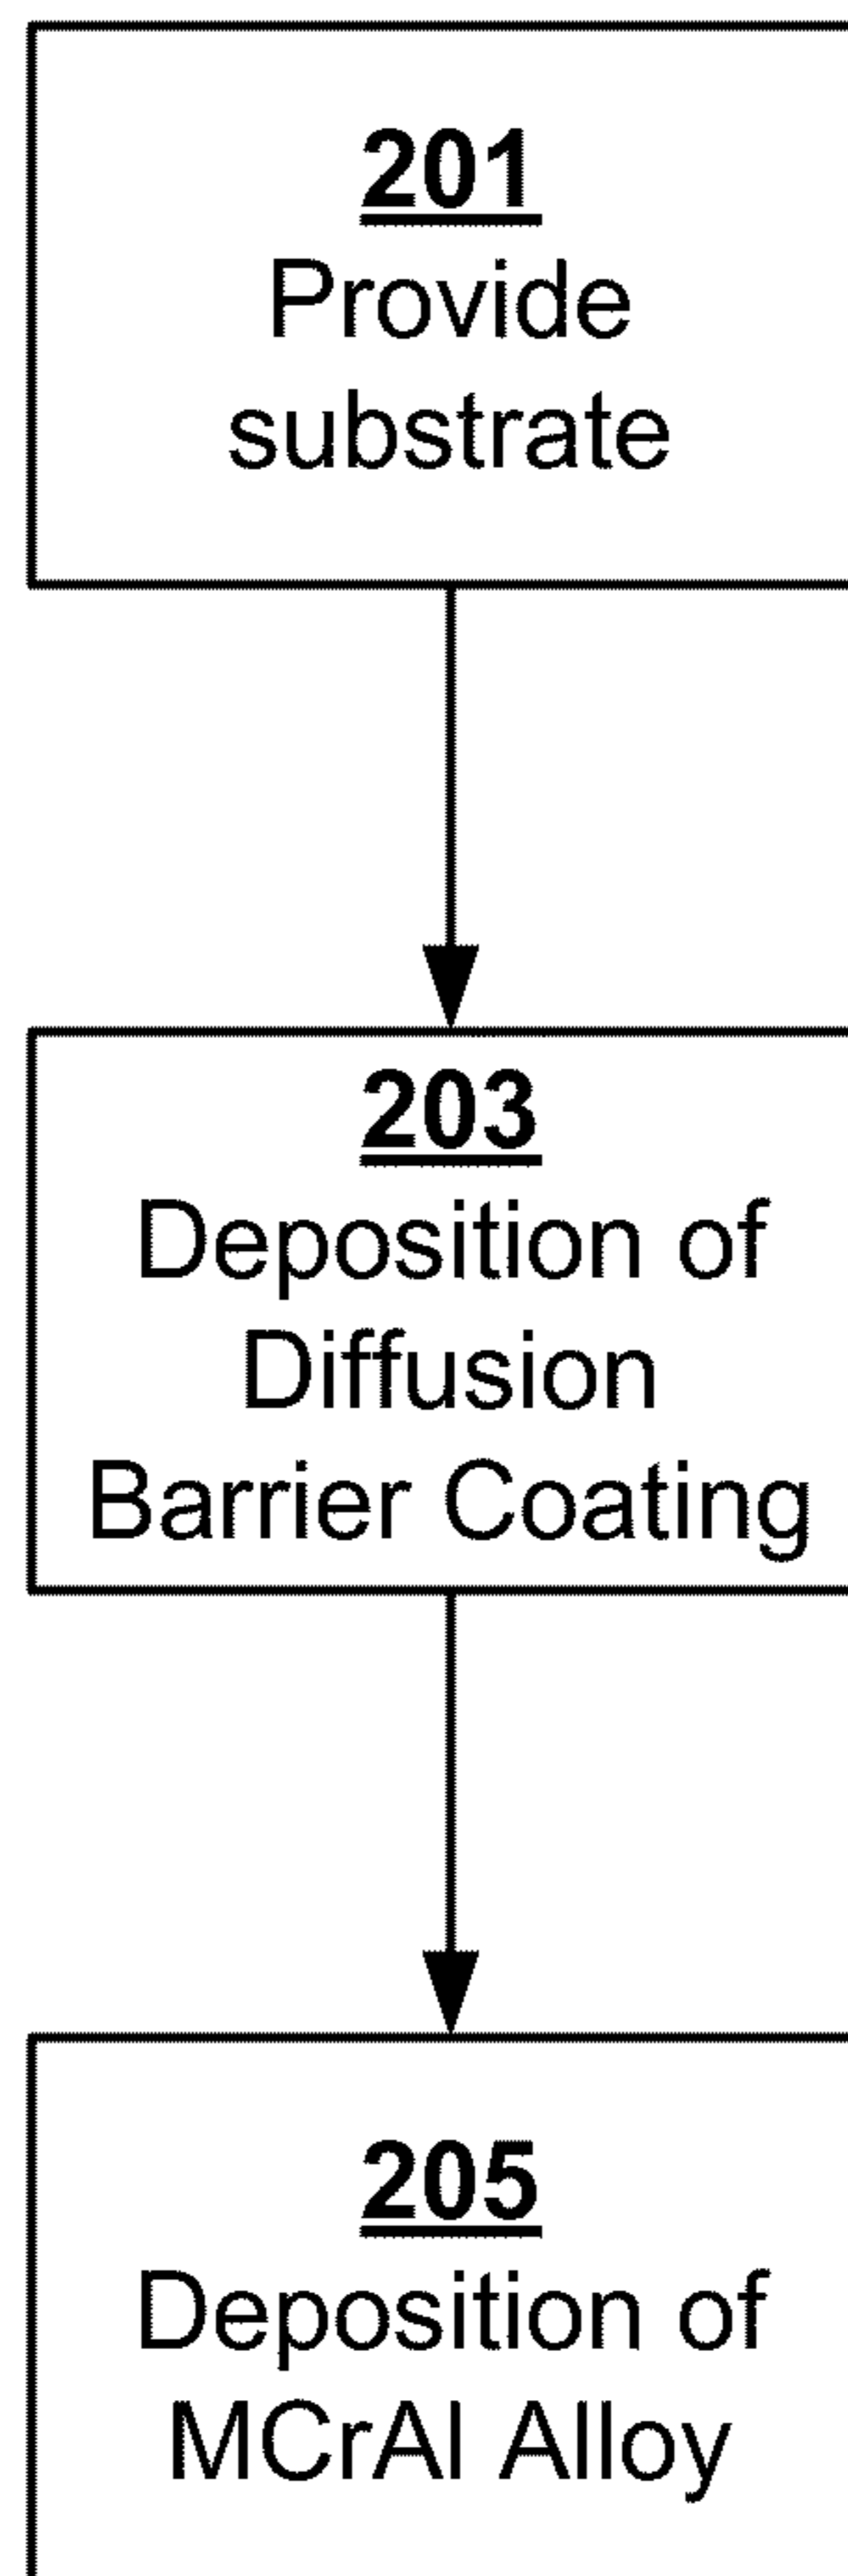 201
Provide
substrate
203
Deposition of
Diffusion
Barrier Coating
205
Deposition of
MCrAl Alloy